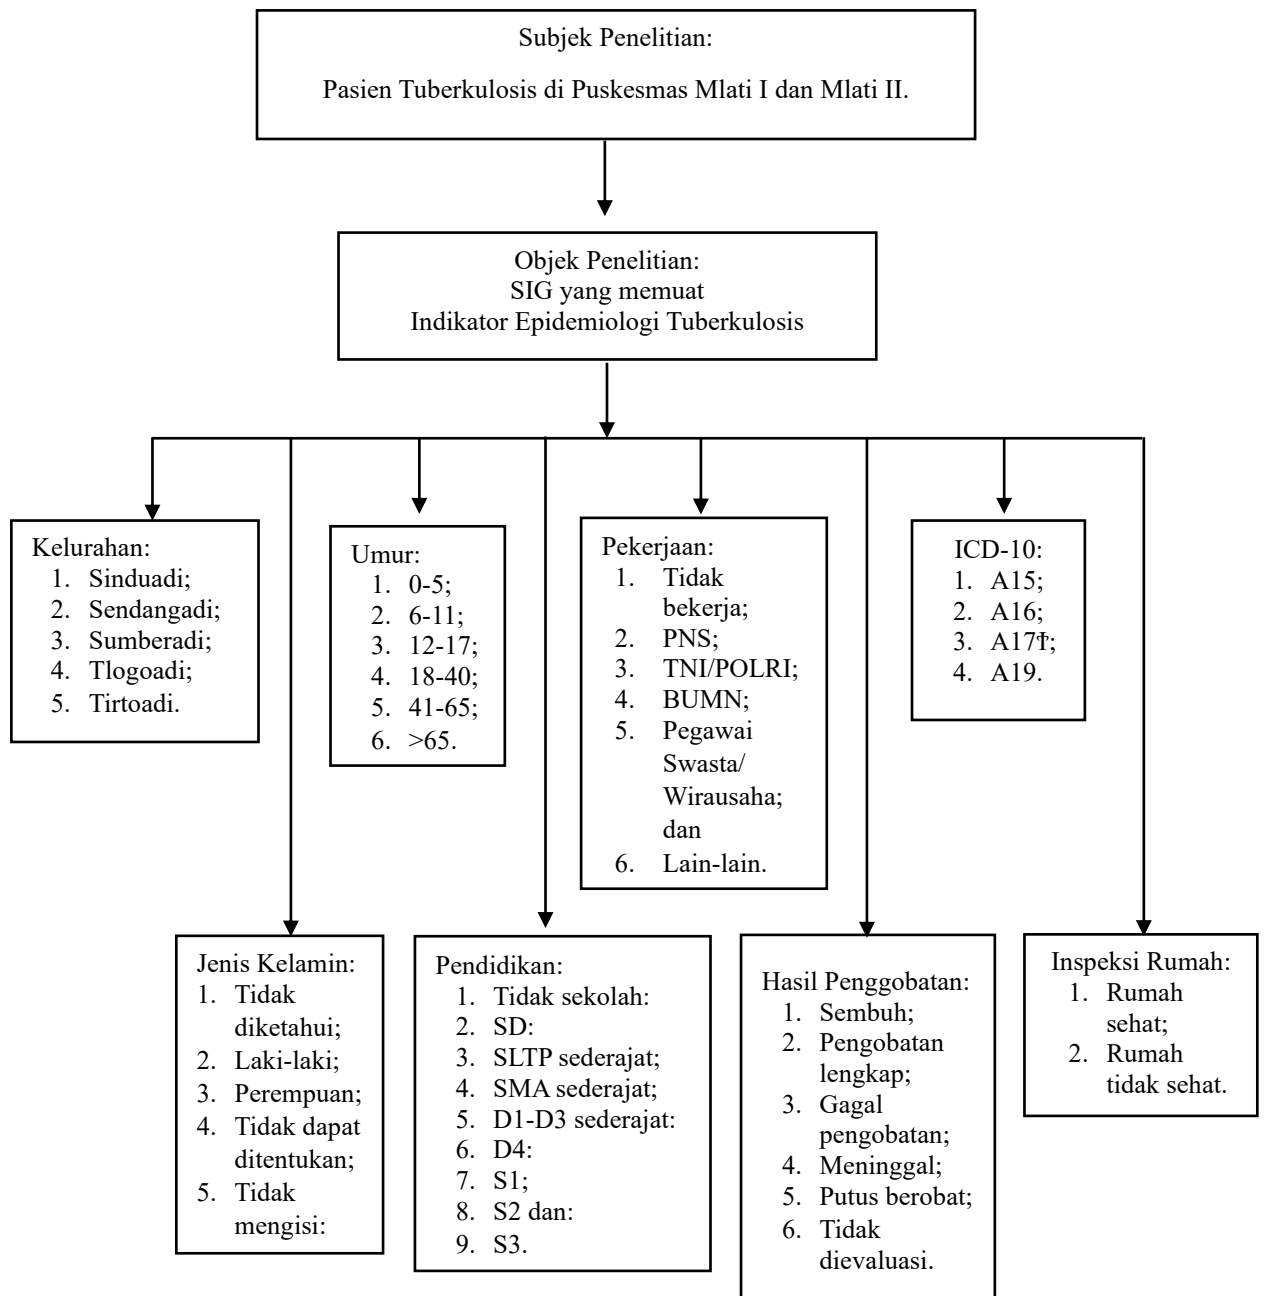 Subjek Penelitian:
Pasien Tuberkulosis di Puskesmas Mlati I dan Mlati II.
Objek Penelitian:
SIG yang memuat
Indikator Epidemiologi Tuberkulosis
Kelurahan:
1. Sinduadi;
2. Sendangadi;
3. Sumberadi;
4. Tlogoadi;
5. Tirtoadi.
Umur:
1. 0-5;
2. 6-11;
3. 12-17;
4. 18-40;
5. 41-65;
6. >65.
Pekerjaan:
1. Tidak
bekerja;
2. PNS;
3. TNI/POLRI;
4. BUMN;
5. Pegawai
Swasta/
Wirausaha;
dan
6. Lain-lain.
ICD-10:
1. A15;
2. A16;
3. A17†;
4. A19.
Jenis Kelamin:
1. Tidak
diketahui;
2. Laki-laki;
3. Perempuan;
4. Tidak dapat
ditentukan;
5. Tidak
mengisi:
Pendidikan:
1. Tidak sekolah:
2. SD:
3. SLTP sederajat;
4. SMA sederajat;
5. D1-D3 sederajat:
6. D4:
7. S1;
8. S2 dan:
9. S3.
Hasil Penggobatan:
1. Sembuh;
2. Pengobatan
lengkap;
3. Gagal
pengobatan;
4. Meninggal;
5. Putus berobat;
6. Tidak
dievaluasi.
Inspeksi Rumah:
1. Rumah
sehat;
2. Rumah
tidak sehat.